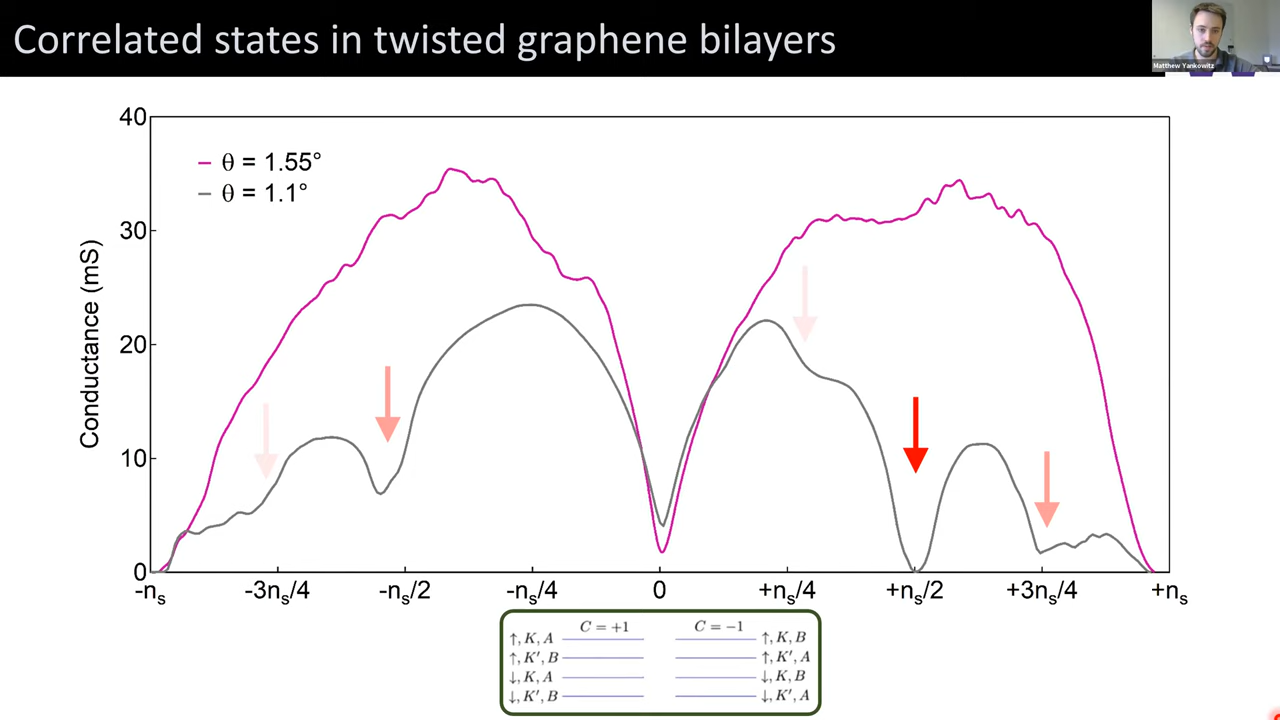 Correlated states in twisted graphene bilayers
Matthew Yankowitz
40
30
20
10
0
Conductance (mS)
θ = 1.55°
θ = 1.1°
-nₛ
-3nₛ/4
-nₛ/2
-nₛ/4
0
+nₛ/4
+nₛ/2
+3nₛ/4
+nₛ
C = +1
C = −1
↑, K, A
↑, K, B
↑, K′, B
↑, K′, A
↓, K, A
↓, K, B
↓, K′, B
↓, K′, A